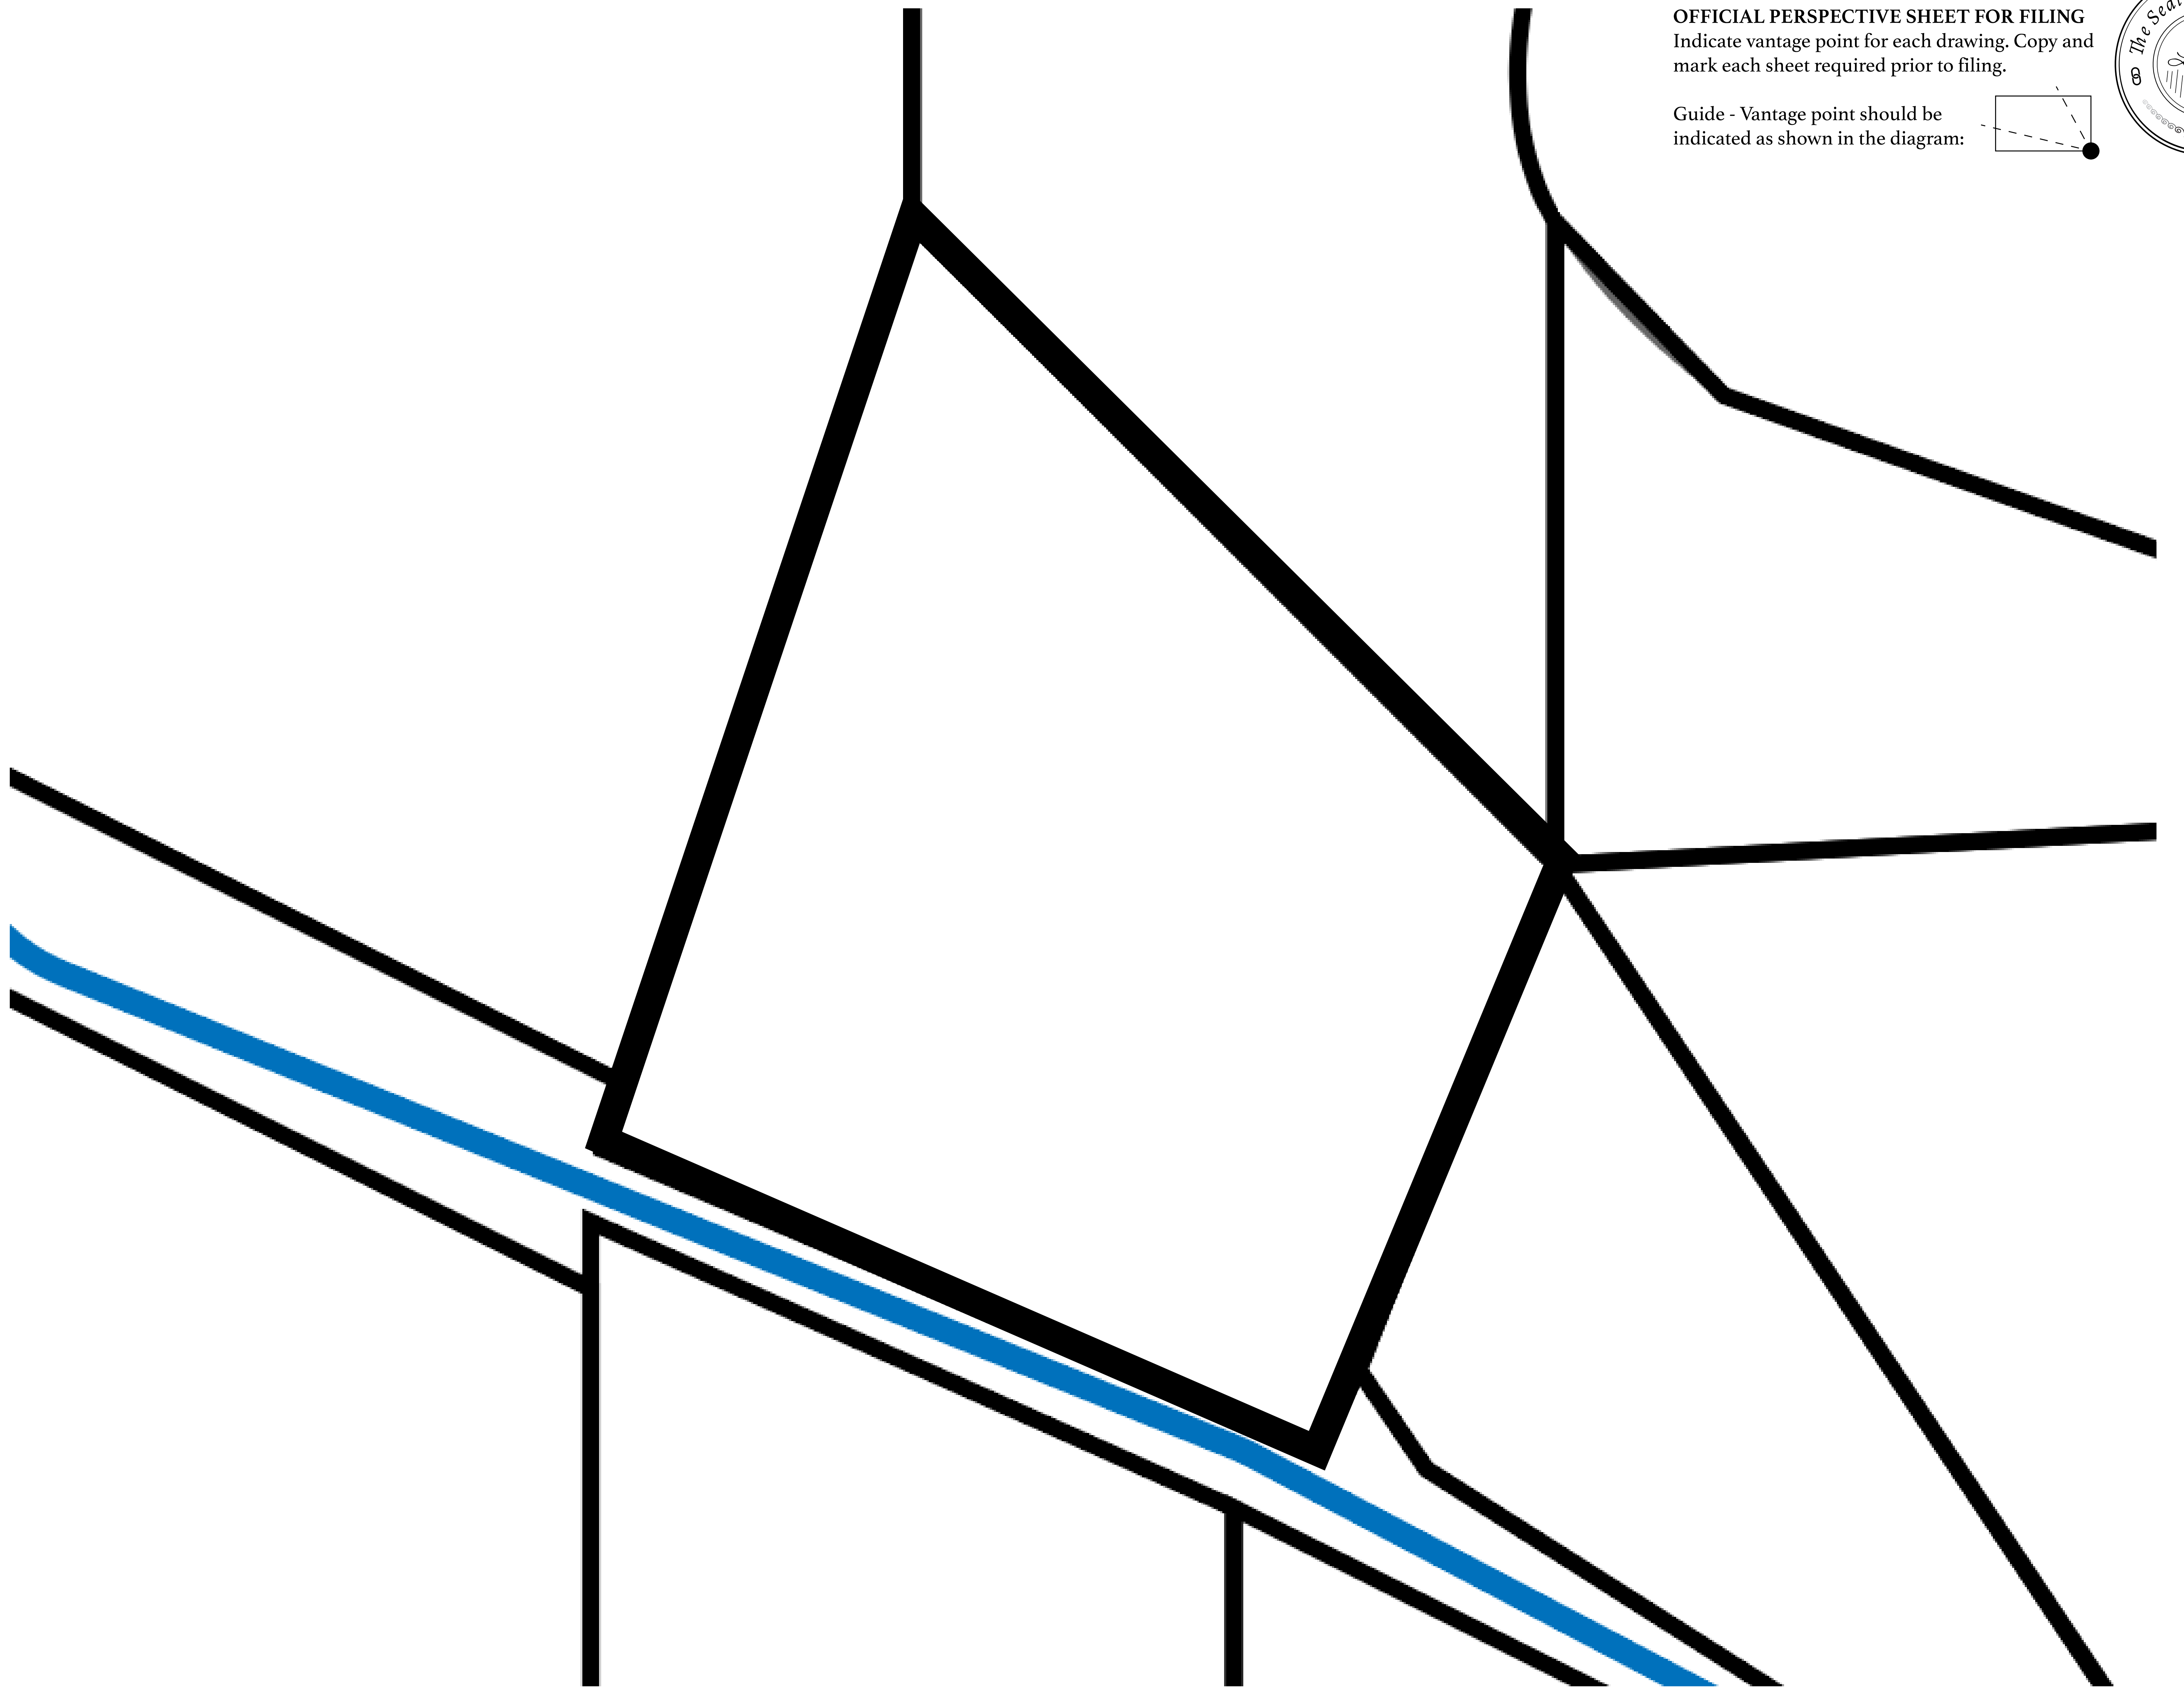 OFFICIAL PERSPECTIVE SHEET FOR FILING
Indicate vantage point for each drawing. Copy and
mark each sheet required prior to filing.
Guide - Vantage point should be
indicated as shown in the diagram:
The